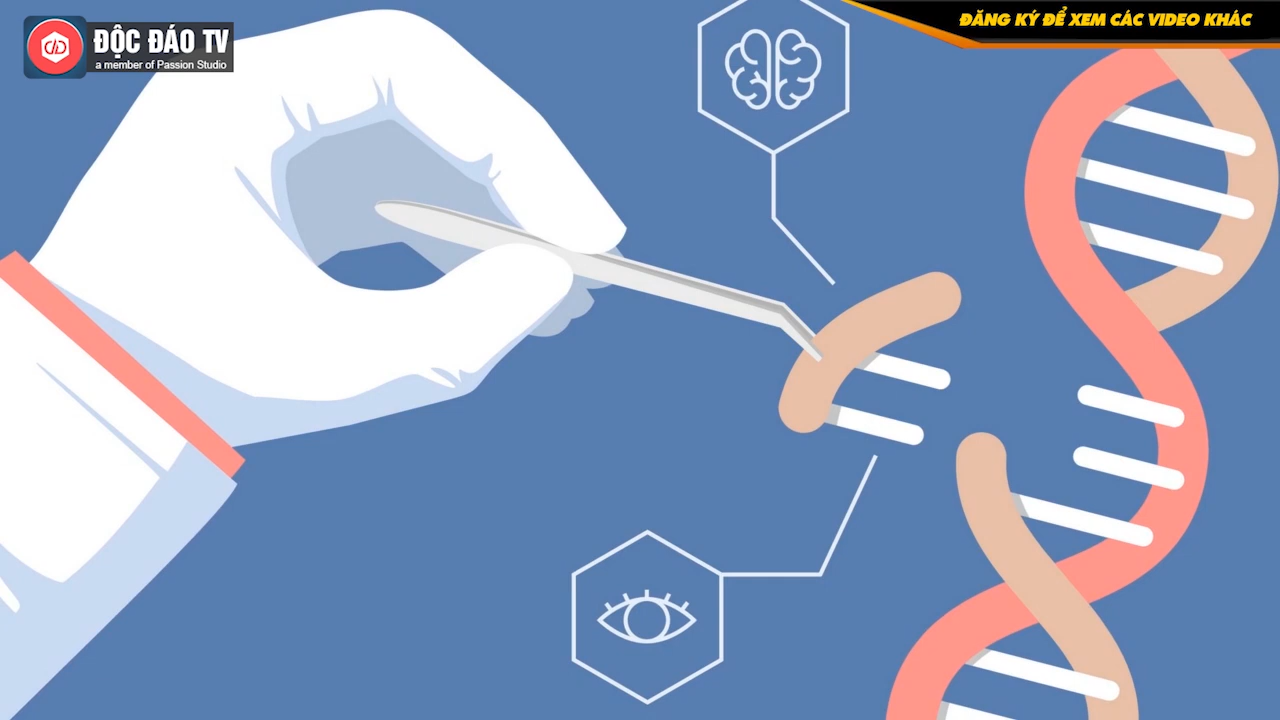 ĐỘC ĐÁO TV
a member of Passion Studio
ĐĂNG KÝ ĐỂ XEM CÁC VIDEO KHÁC